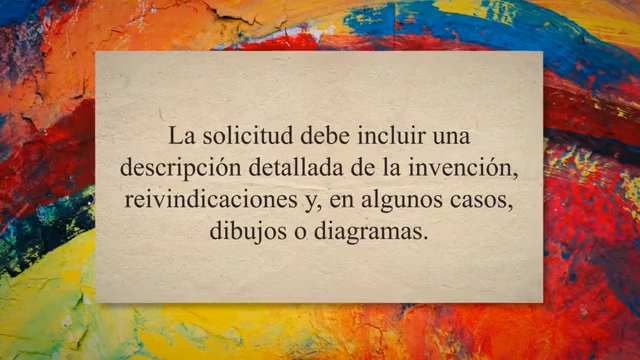 La solicitud debe incluir una
descripción detallada de la invención,
reivindicaciones y, en algunos casos,
dibujos o diagramas.